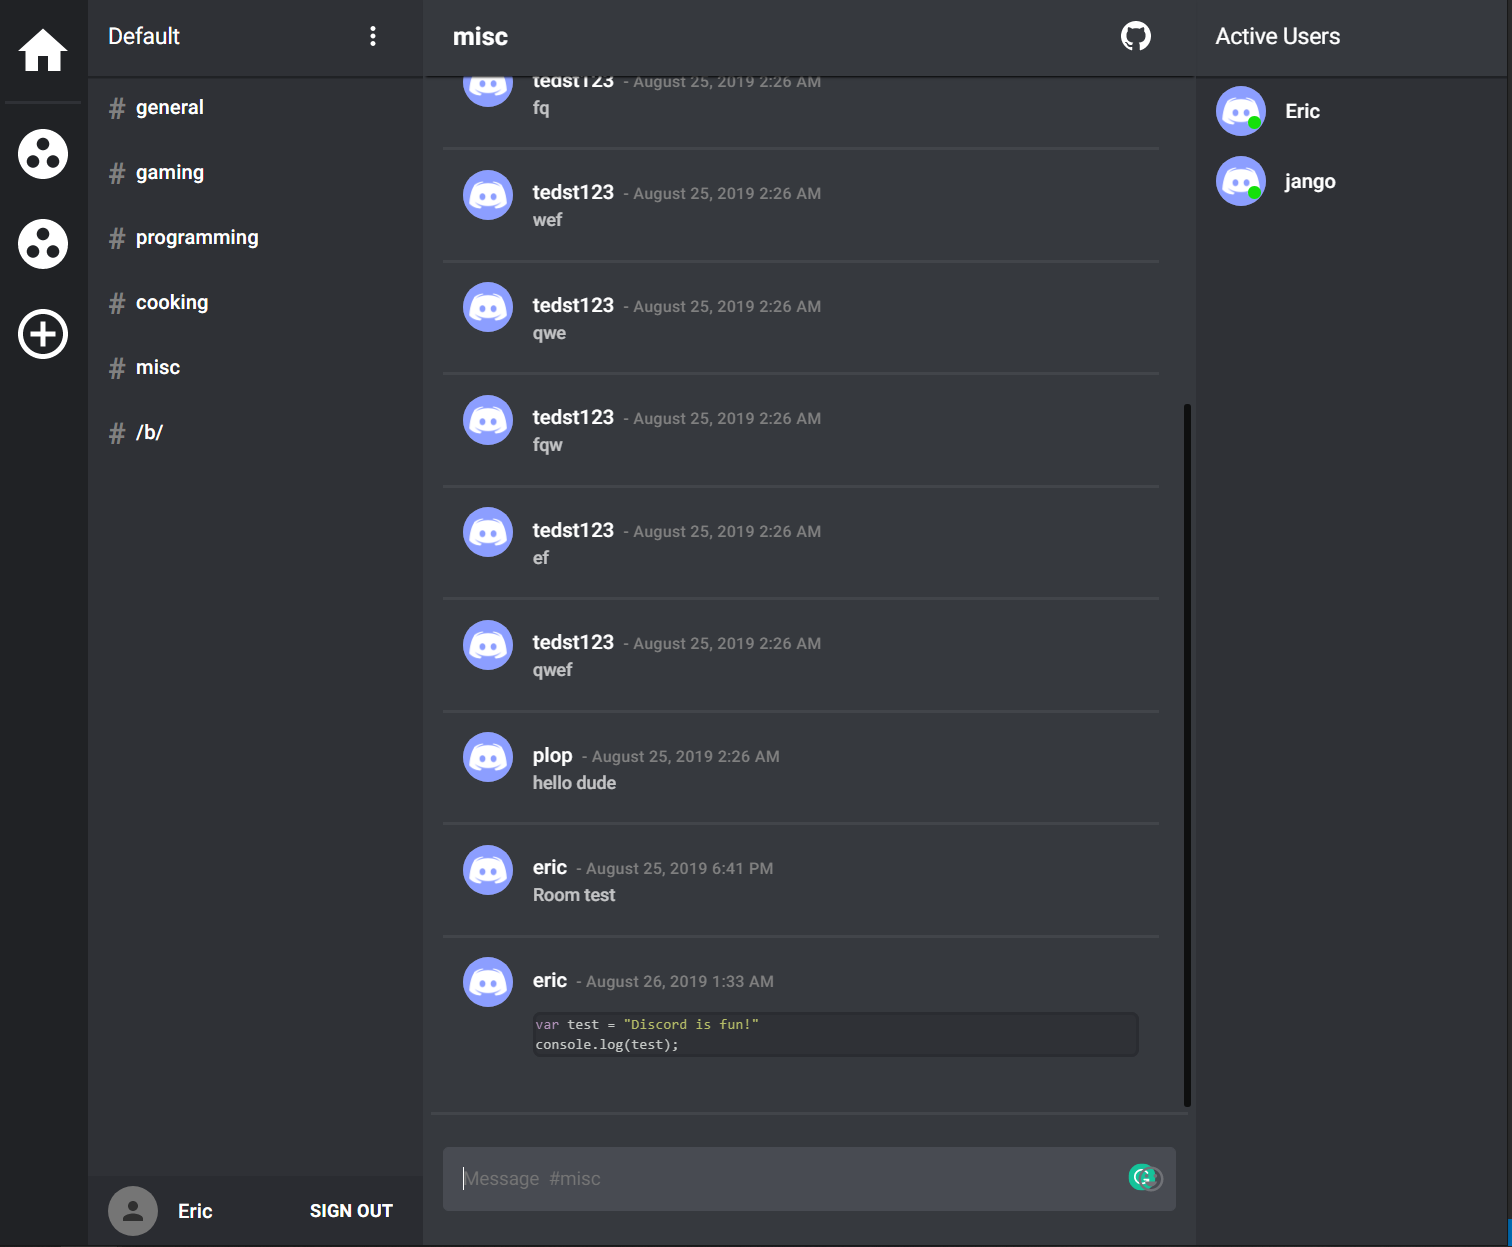 Default
# general
# gaming
# programming
# cooking
# misc
# /b/
Eric SIGN OUT
misc
tedst123 - August 25, 2019 2:26 AM
fq
tedst123 - August 25, 2019 2:26 AM
wef
tedst123 - August 25, 2019 2:26 AM
qwe
tedst123 - August 25, 2019 2:26 AM
fqw
tedst123 - August 25, 2019 2:26 AM
ef
tedst123 - August 25, 2019 2:26 AM
qwef
plop - August 25, 2019 2:26 AM
hello dude
eric - August 25, 2019 6:41 PM
Room test
eric - August 26, 2019 1:33 AM
var test = "Discord is fun!"
console.log(test);
Message #misc
Active Users
Eric
jango